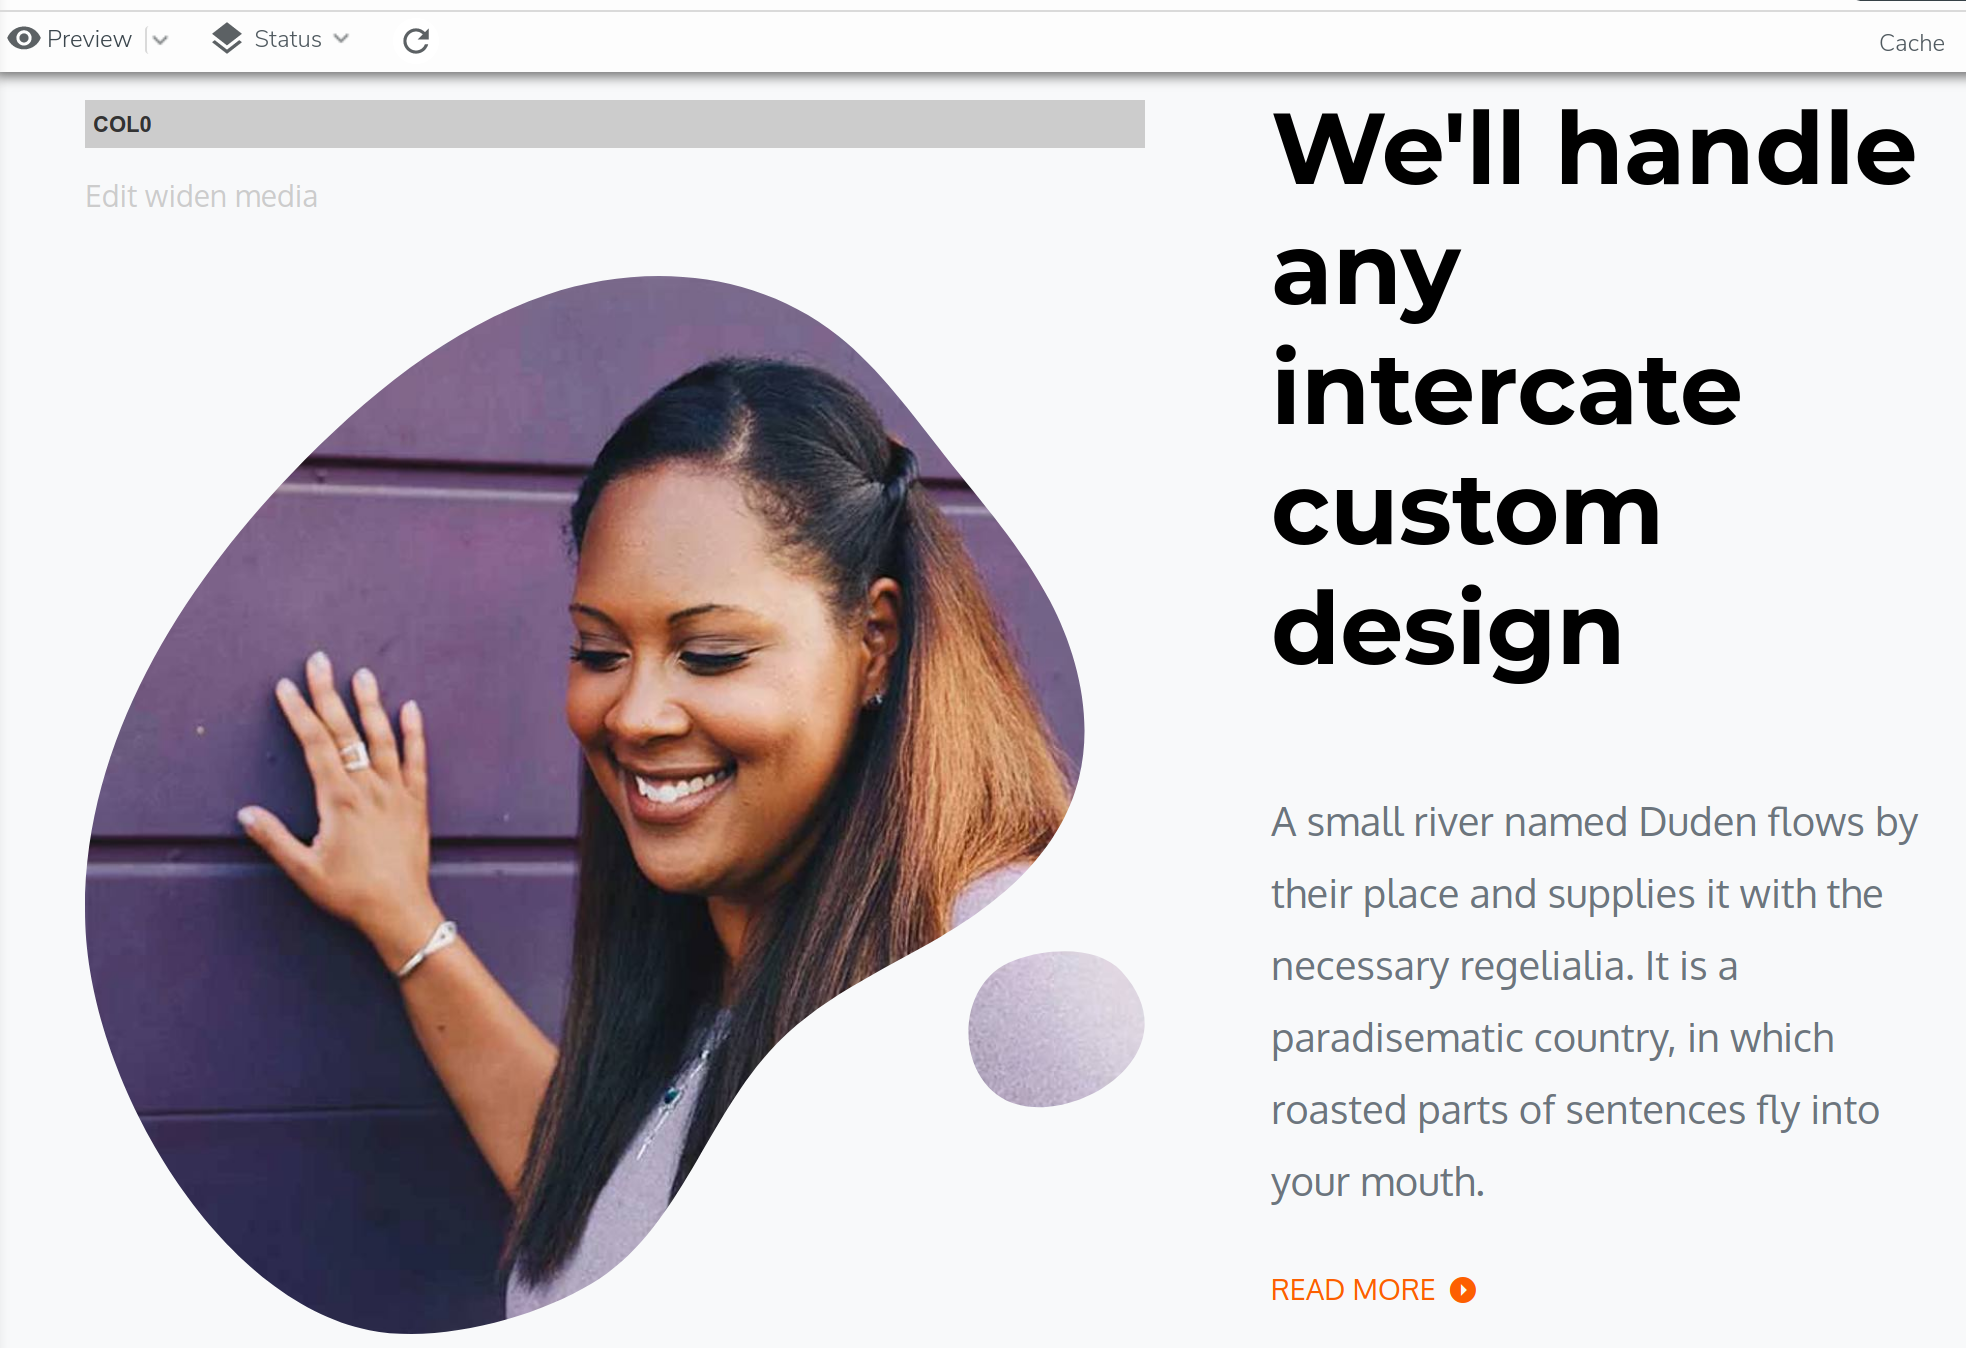 Preview
Status
Cache
COL0
Edit widen media
We'll handle
any
intercate
custom
design
A small river named Duden flows by
their place and supplies it with the
necessary regelialia. It is a
paradisematic country, in which
roasted parts of sentences fly into
your mouth.
READ MORE